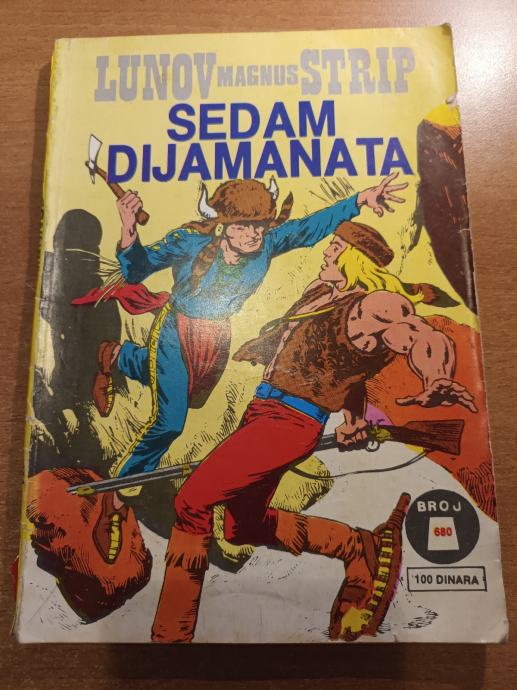 LUNOV MAGNUS STRIP
SEDAM
DIJAMANATA
BROJ
680
100 DINARA